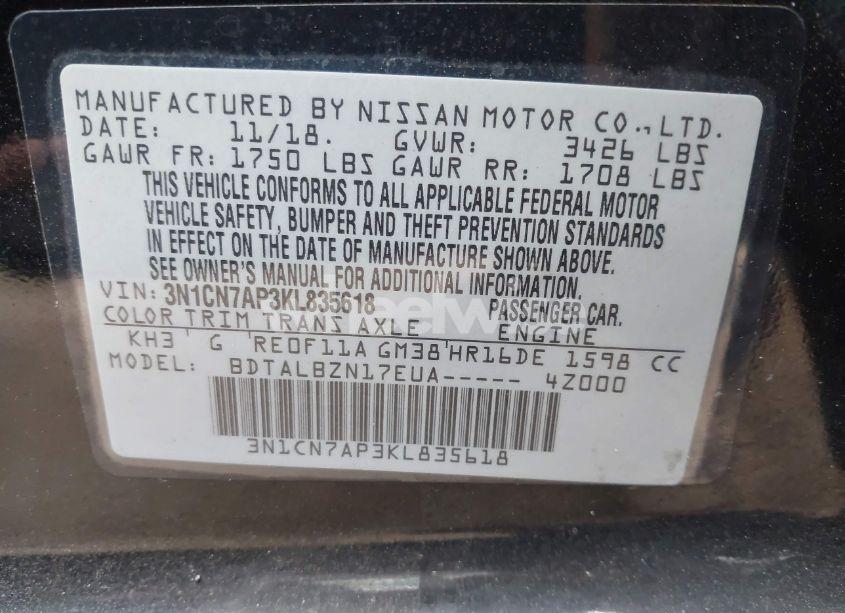 MANUFACTURED BY NISSAN MOTOR CO., LTD.
DATE: 11/18. GVWR: 3426 LBS
GAWR FR: 1750 LBS GAWR RR: 1708 LBS
THIS VEHICLE CONFORMS TO ALL APPLICABLE FEDERAL MOTOR
VEHICLE SAFETY, BUMPER AND THEFT PREVENTION STANDARDS
IN EFFECT ON THE DATE OF MANUFACTURE SHOWN ABOVE.
SEE OWNER'S MANUAL FOR ADDITIONAL INFORMATION.
VIN: 3N1CN7AP3KL835618 PASSENGER CAR.
COLOR TRIM TRANS AXLE ENGINE
KH3 G RE0F11A GM38 HR16DE 1598 CC
MODEL: BDTALBZN17EUA----- 4Z000
3N1CN7AP3KL835618